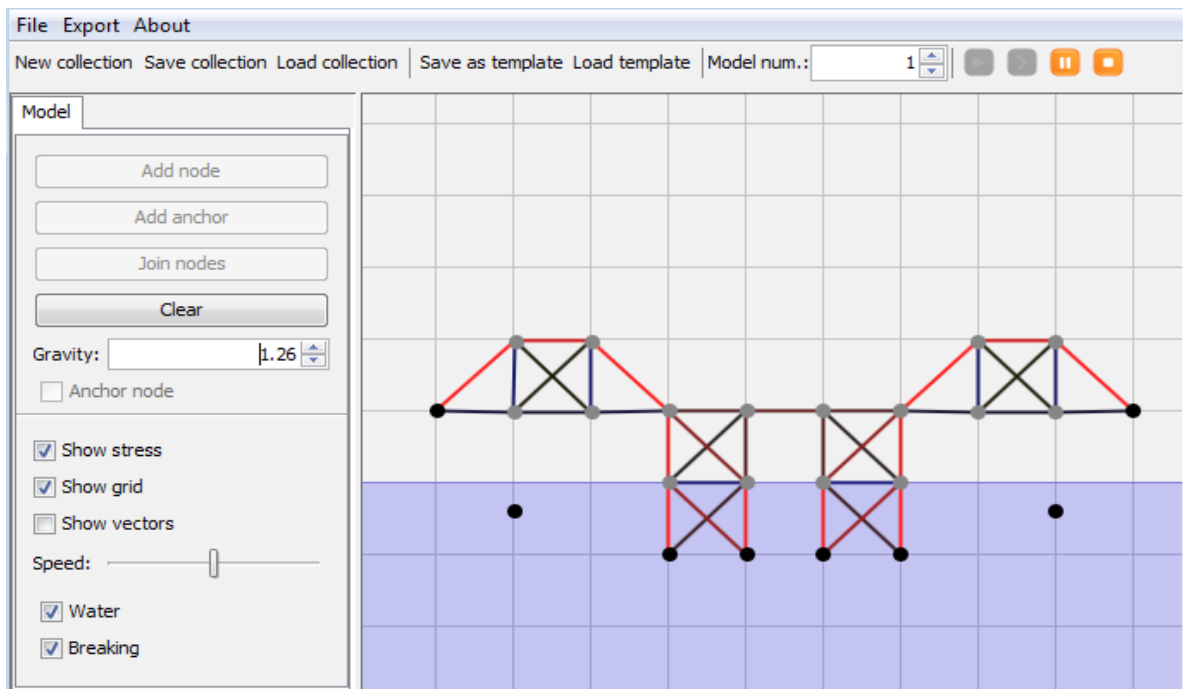 File Export About
New collection Save collection Load collection Save as template Load template Model num.: 1
Model
Add node
Add anchor
Join nodes
Clear
Gravity: 1.26
Anchor node
Show stress
Show grid
Show vectors
Speed:
Water
Breaking